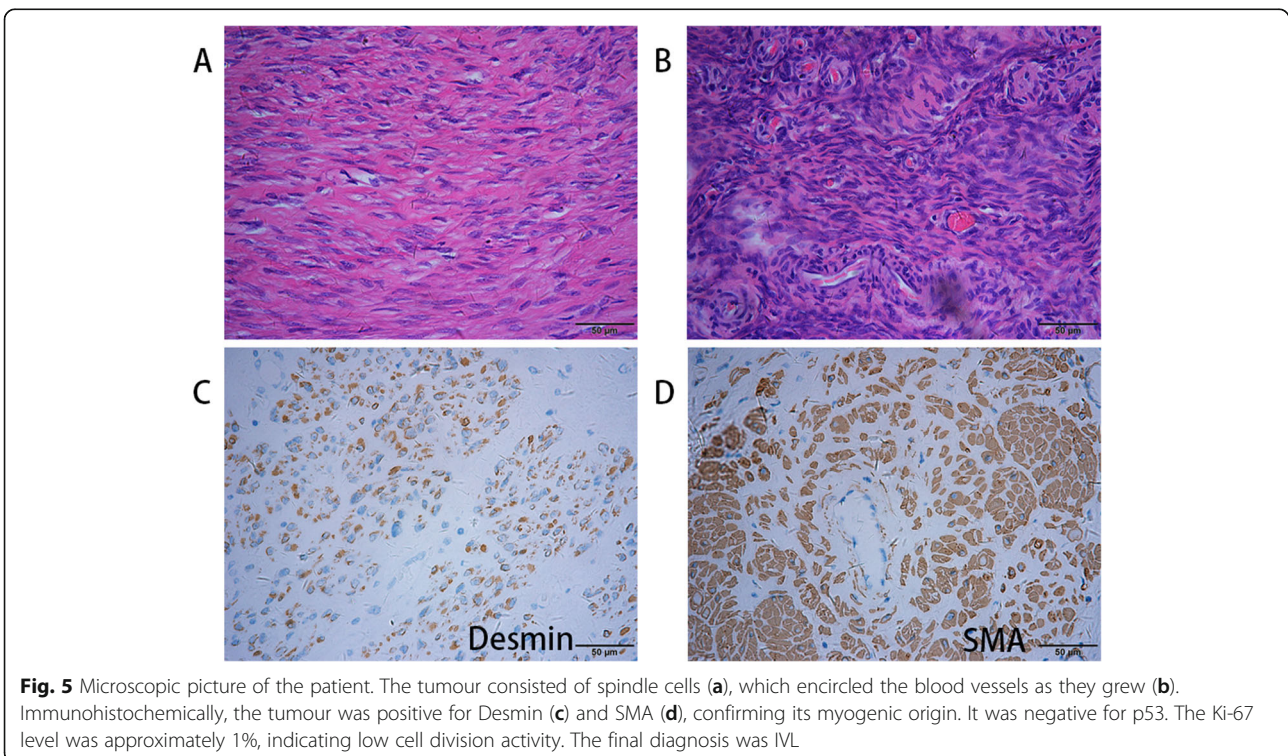 A
B
50 µm
50 µm
C
D
Desmin
50 µm
SMA
50 µm
Fig. 5 Microscopic picture of the patient. The tumour consisted of spindle cells (a), which encircled the blood vessels as they grew (b).
Immunohistochemically, the tumour was positive for Desmin (c) and SMA (d), confirming its myogenic origin. It was negative for p53. The Ki-67
level was approximately 1%, indicating low cell division activity. The final diagnosis was IVL